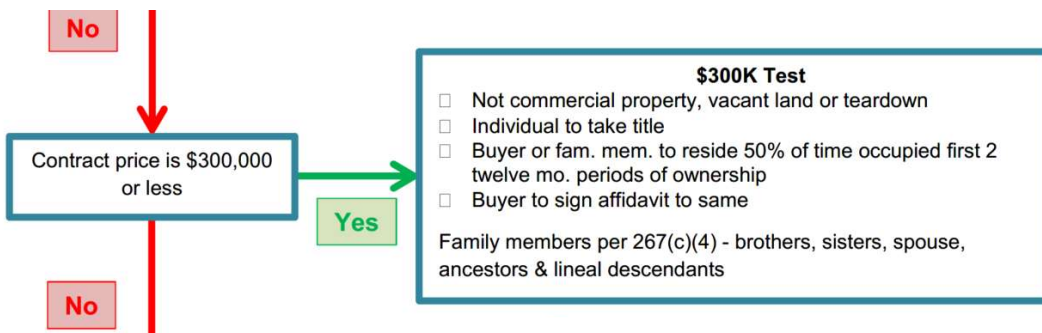 No
Contract price is $300,000
or less
Yes
No
$300K Test
□ Not commercial property, vacant land or teardown
□ Individual to take title
□ Buyer or fam. mem. to reside 50% of time occupied first 2
twelve mo. periods of ownership
□ Buyer to sign affidavit to same
Family members per 267(c)(4) - brothers, sisters, spouse,
ancestors & lineal descendants